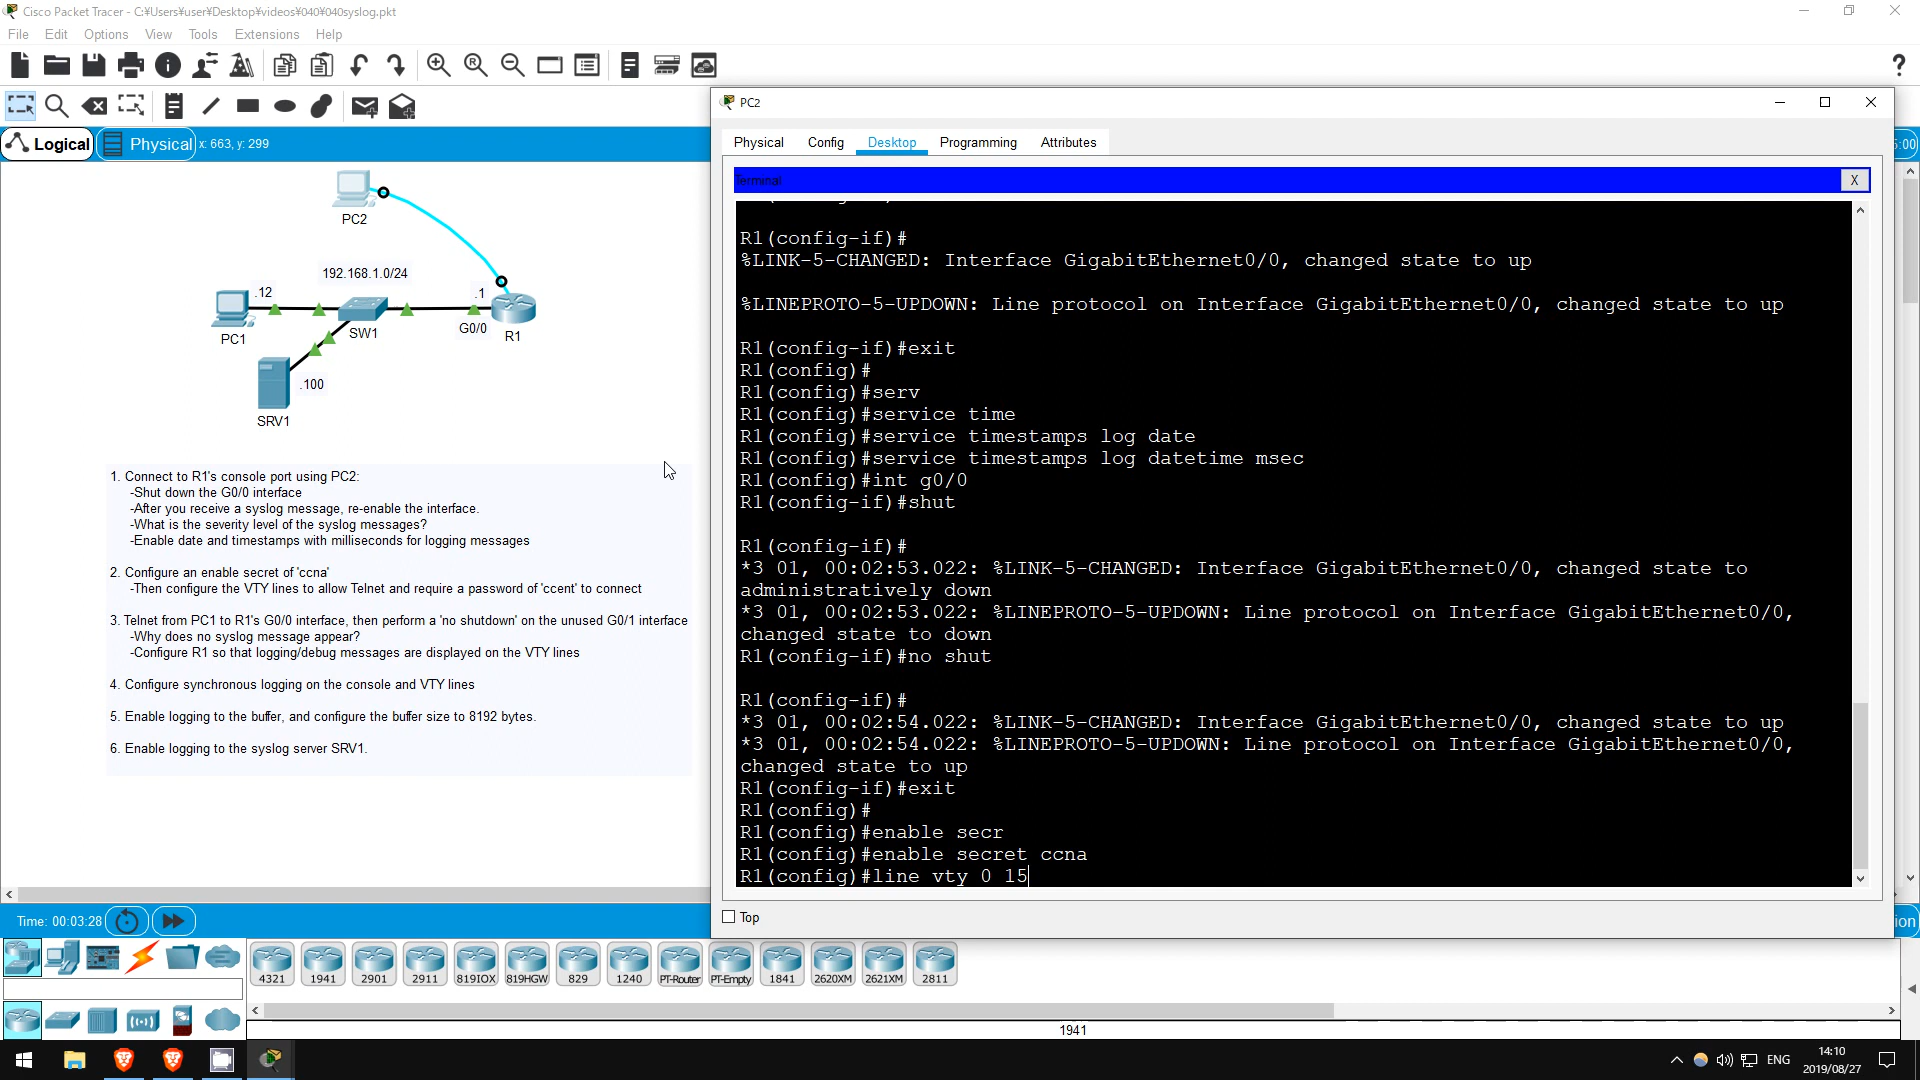 Cisco Packet Tracer - C:¥Users¥user¥Desktop¥videos¥040¥040syslog.pkt
File Edit Options View Tools Extensions Help
Logical
Physical
x: 663, y: 299
5:00
PC2
192.168.1.0/24
.12
.1
G0/0
PC1
SW1
R1
.100
SRV1
1. Connect to R1's console port using PC2:
-Shut down the G0/0 interface
-After you receive a syslog message, re-enable the interface.
-What is the severity level of the syslog messages?
-Enable date and timestamps with milliseconds for logging messages
2. Configure an enable secret of 'ccna'
-Then configure the VTY lines to allow Telnet and require a password of 'ccent' to connect
3. Telnet from PC1 to R1's G0/0 interface, then perform a 'no shutdown' on the unused G0/1 interface
-Why does no syslog message appear?
-Configure R1 so that logging/debug messages are displayed on the VTY lines
4. Configure synchronous logging on the console and VTY lines
5. Enable logging to the buffer, and configure the buffer size to 8192 bytes.
6. Enable logging to the syslog server SRV1.
PC2
Physical Config Desktop Programming Attributes
Terminal
X
R1(config-if)#
%LINK-5-CHANGED: Interface GigabitEthernet0/0, changed state to up
%LINEPROTO-5-UPDOWN: Line protocol on Interface GigabitEthernet0/0, changed state to up
R1(config-if)#exit
R1(config)#
R1(config)#serv
R1(config)#service time
R1(config)#service timestamps log date
R1(config)#service timestamps log datetime msec
R1(config)#int g0/0
R1(config-if)#shut
R1(config-if)#
*3 01, 00:02:53.022: %LINK-5-CHANGED: Interface GigabitEthernet0/0, changed state to
administratively down
*3 01, 00:02:53.022: %LINEPROTO-5-UPDOWN: Line protocol on Interface GigabitEthernet0/0,
changed state to down
R1(config-if)#no shut
R1(config-if)#
*3 01, 00:02:54.022: %LINK-5-CHANGED: Interface GigabitEthernet0/0, changed state to up
*3 01, 00:02:54.022: %LINEPROTO-5-UPDOWN: Line protocol on Interface GigabitEthernet0/0,
changed state to up
R1(config-if)#exit
R1(config)#
R1(config)#enable secr
R1(config)#enable secret ccna
R1(config)#line vty 0 15
Top
Time: 00:03:28
ion
4321 1941 2901 2911 819IOX 819HGW 829 1240 PT-Router PT-Empty 1841 2620XM 2621XM 2811
1941
ENG
14:10
2019/08/27